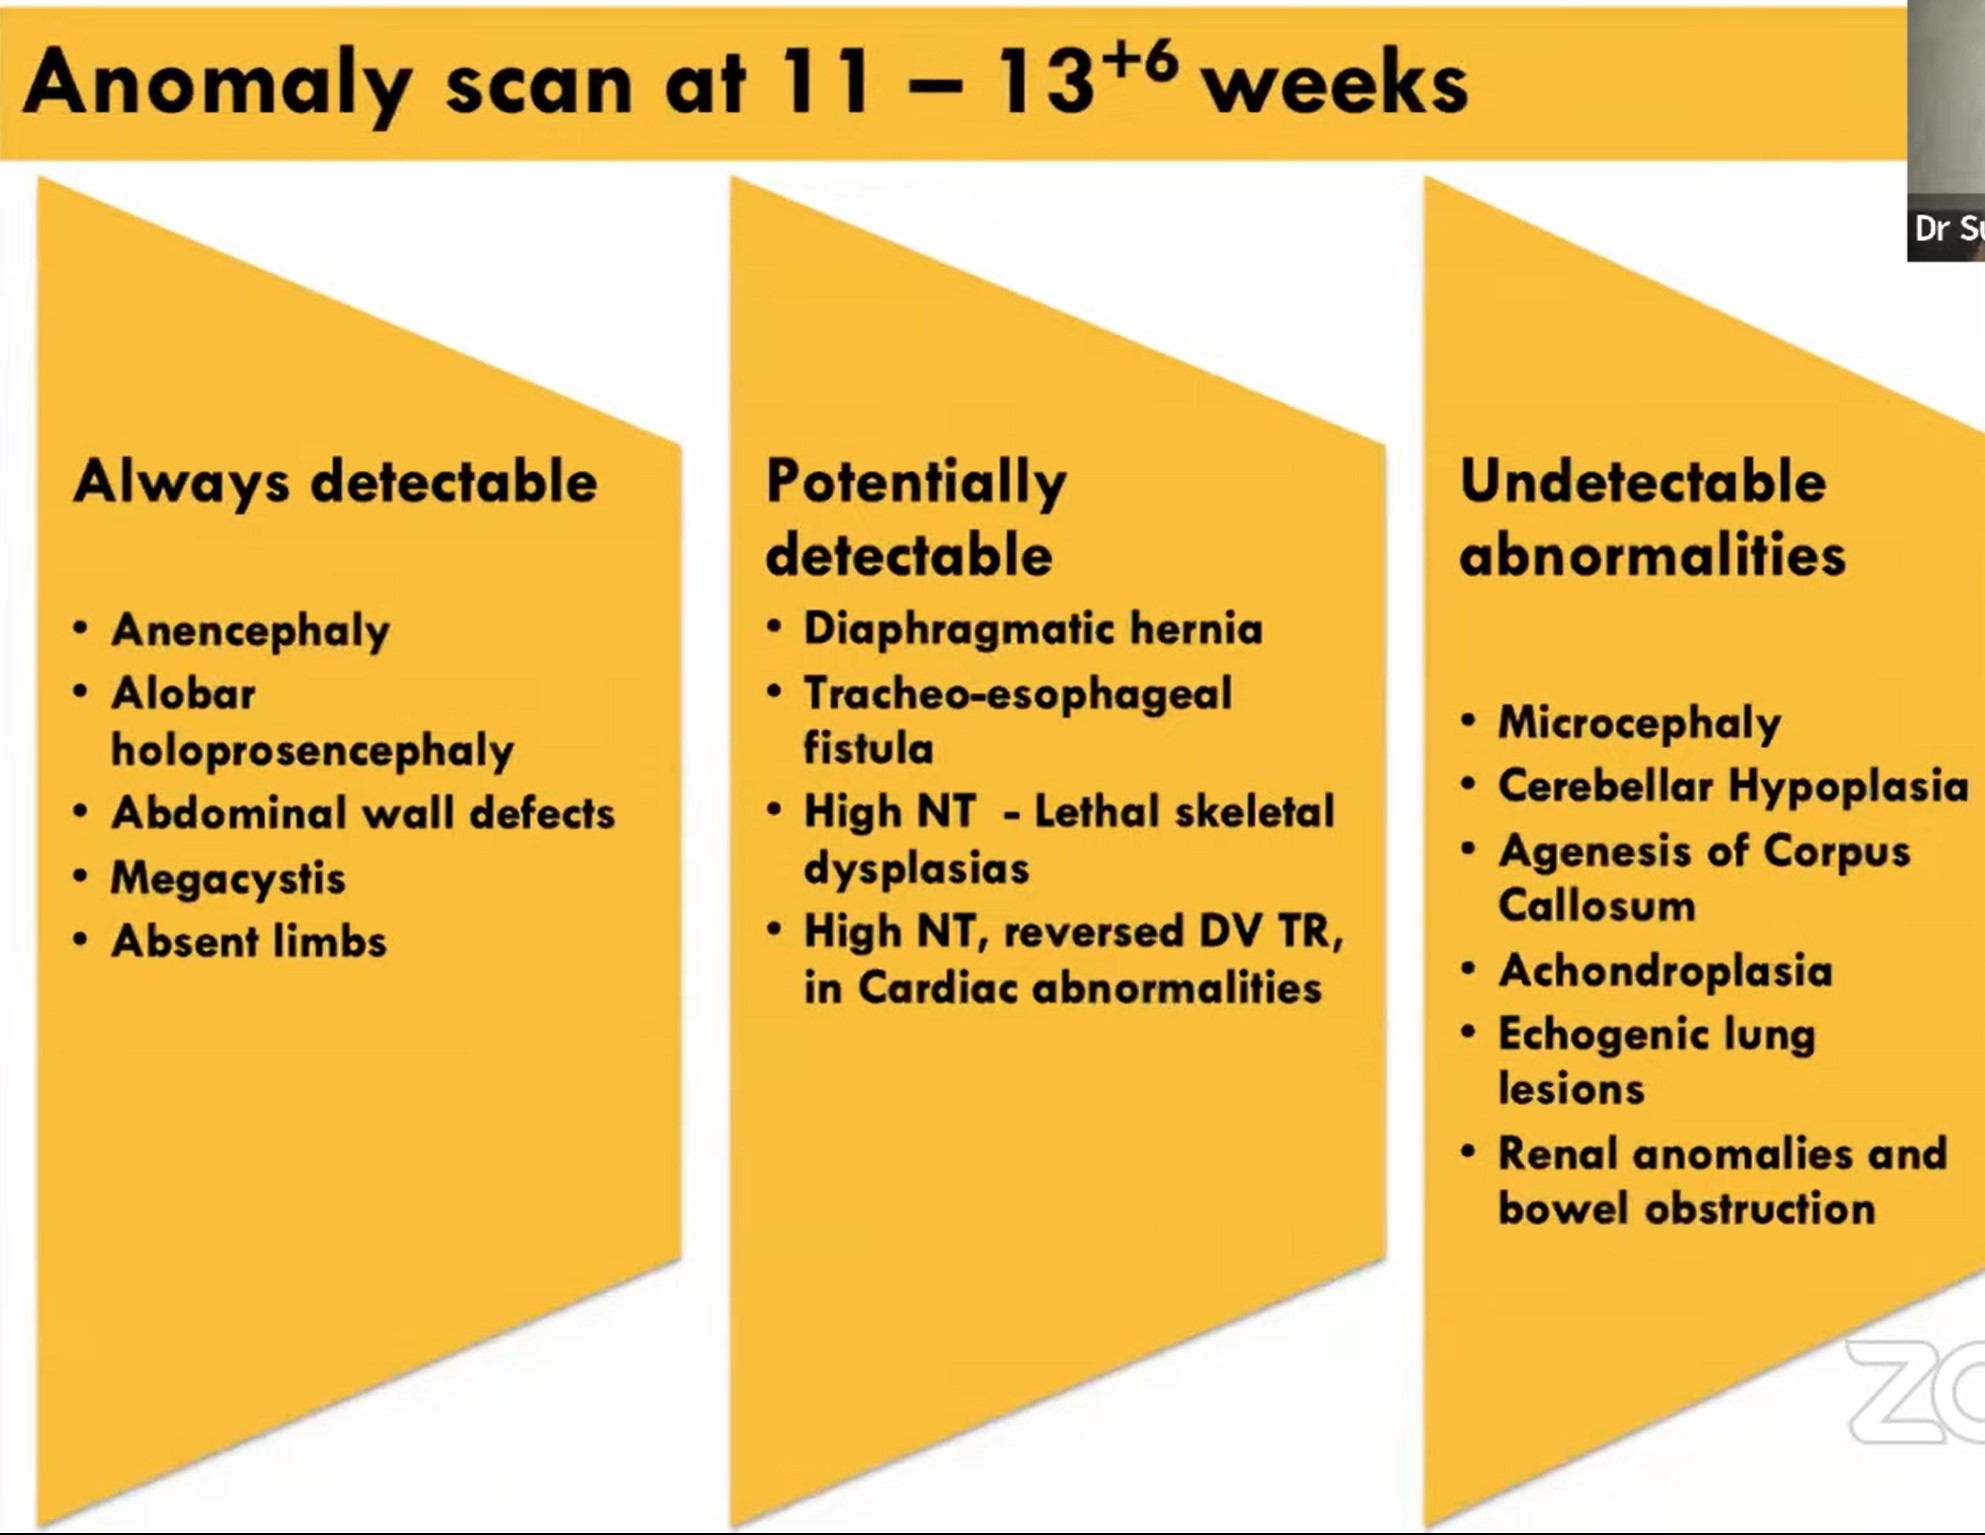 Anomaly scan at 11 – 13+6 weeks
Always detectable
• Anencephaly
• Alobar
holoprosencephaly
• Abdominal wall defects
• Megacystis
• Absent limbs
Potentially
detectable
• Diaphragmatic hernia
• Tracheo-esophageal
fistula
• High NT - Lethal skeletal
dysplasias
• High NT, reversed DV TR,
in Cardiac abnormalities
Undetectable
abnormalities
• Microcephaly
• Cerebellar Hypoplasia
• Agenesis of Corpus
Callosum
• Achondroplasia
• Echogenic lung
lesions
• Renal anomalies and
bowel obstruction
Dr